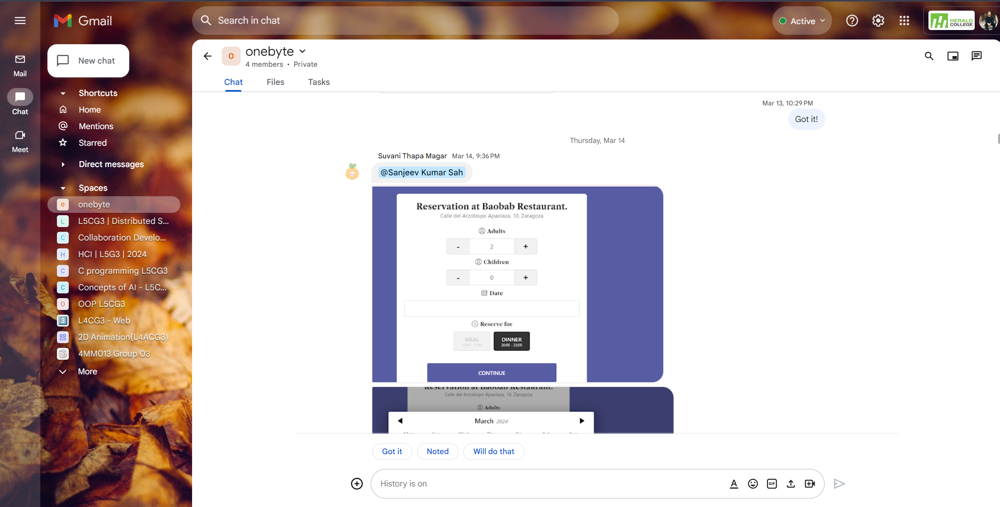 Gmail
Search in chat
Active
HERALD
COLLEGE
Mail
Chat
Meet
New chat
Shortcuts
Home
Mentions
Starred
Direct messages
Spaces
o onebyte
L L5CG3 | Distributed S...
C Collaboration Develo...
H HCI | L5G3 | 2024
C C programming L5CG3
C Concepts of AI - L5C...
O OOP L5CG3
3 L4CG3 - Web
2D Animation(L4ACG3)
4MM013 Group 03
More
o onebyte
4 members • Private
Chat Files Tasks
Mar 13, 10:29 PM
Got it!
Thursday, Mar 14
Suvani Thapa Magar Mar 14, 9:36 PM
@Sanjeev Kumar Sah
Reservation at Baobab Restaurant.
Calle del Arzobispo Apaolaza, 10. Zaragoza
Adults
- 2 +
Children
- 0 +
Date
Reserve for
MEAL DINNER
13:00 - 15:45 20:00 - 23:00
CONTINUE
Reservation at Baobab Restaurant.
Calle del Arzobispo Apaolaza, 10. Zaragoza
Adults
March 2024
Got it Noted Will do that
History is on
GIF